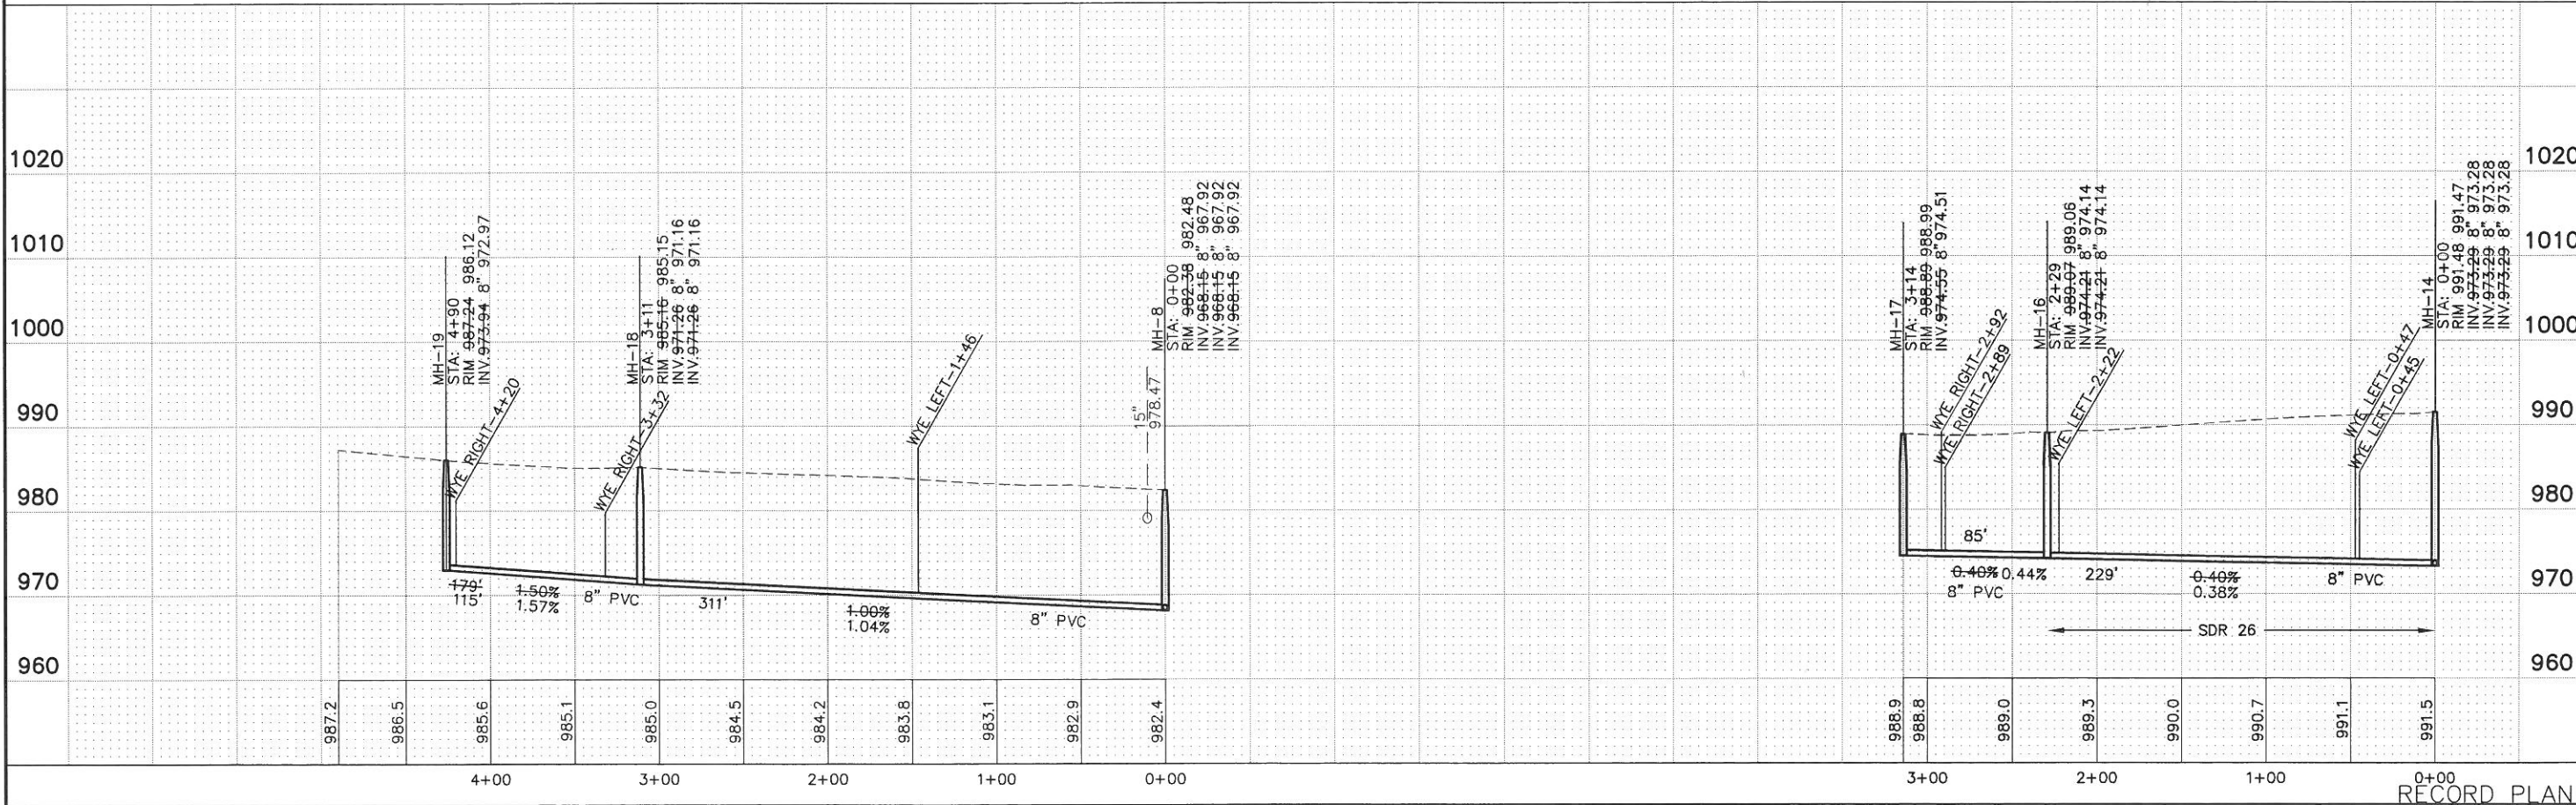 1020
1010
1000
990
980
970
960
MH-19
STA: 4+90
RIM 987.24 986.12
INV.973.94 8" 972.97
WYE RIGHT-4+20
WYE RIGHT-3+32
MH-18
STA: 3+11
RIM 985.16 985.15
INV.971.26 8" 971.16
INV.971.26 8" 971.16
WYE LEFT-1+46
15"
978.47
MH-8
STA: 0+00
RIM 982.38 982.48
INV.968.15 8" 967.92
INV.968.15 8" 967.92
INV.968.15 8" 967.92
179'
115'
1.50%
1.57%
8" PVC
311'
1.00%
1.04%
8" PVC
987.2
986.5
985.6
985.1
985.0
984.5
984.2
983.8
983.1
982.9
982.4
4+00
3+00
2+00
1+00
0+00
MH-17
STA: 3+14
RIM 988.89 988.99
INV.974.55 8" 974.51
WYE RIGHT-2+92
WYE RIGHT-2+89
MH-16
STA: 2+29
RIM 989.07 989.06
INV.974.21 8" 974.14
INV.974.21 8" 974.14
WYE LEFT-2+22
WYE LEFT-0+47
WYE LEFT-0+45
MH-14
STA: 0+00
RIM 991.48 991.47
INV.973.29 8" 973.28
INV.973.29 8" 973.28
INV.973.29 8" 973.28
85'
0.40% 0.44%
8" PVC
229'
0.40%
0.38%
8" PVC
SDR 26
988.9
988.8
989.0
989.3
990.0
990.7
991.1
991.5
3+00
2+00
1+00
0+00
1020
1010
1000
990
980
970
960
RECORD PLAN